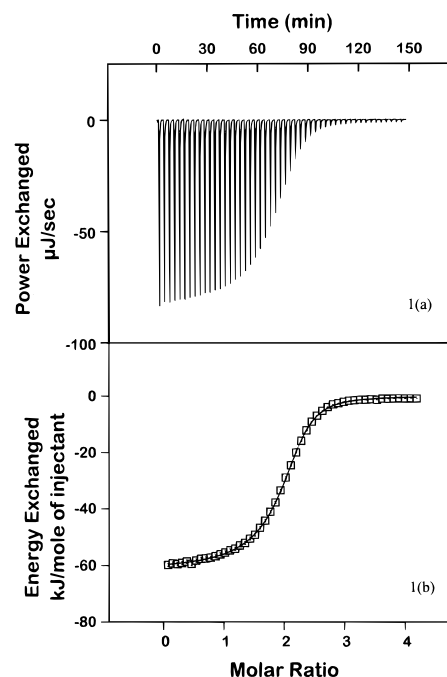 Time (min)
0 30 60 90 120 150
0
-50
-100
Power Exchanged
µJ/sec
1(a)
0
-20
-40
-60
-80
Energy Exchanged
kJ/mole of injectant
1(b)
0 1 2 3 4
Molar Ratio